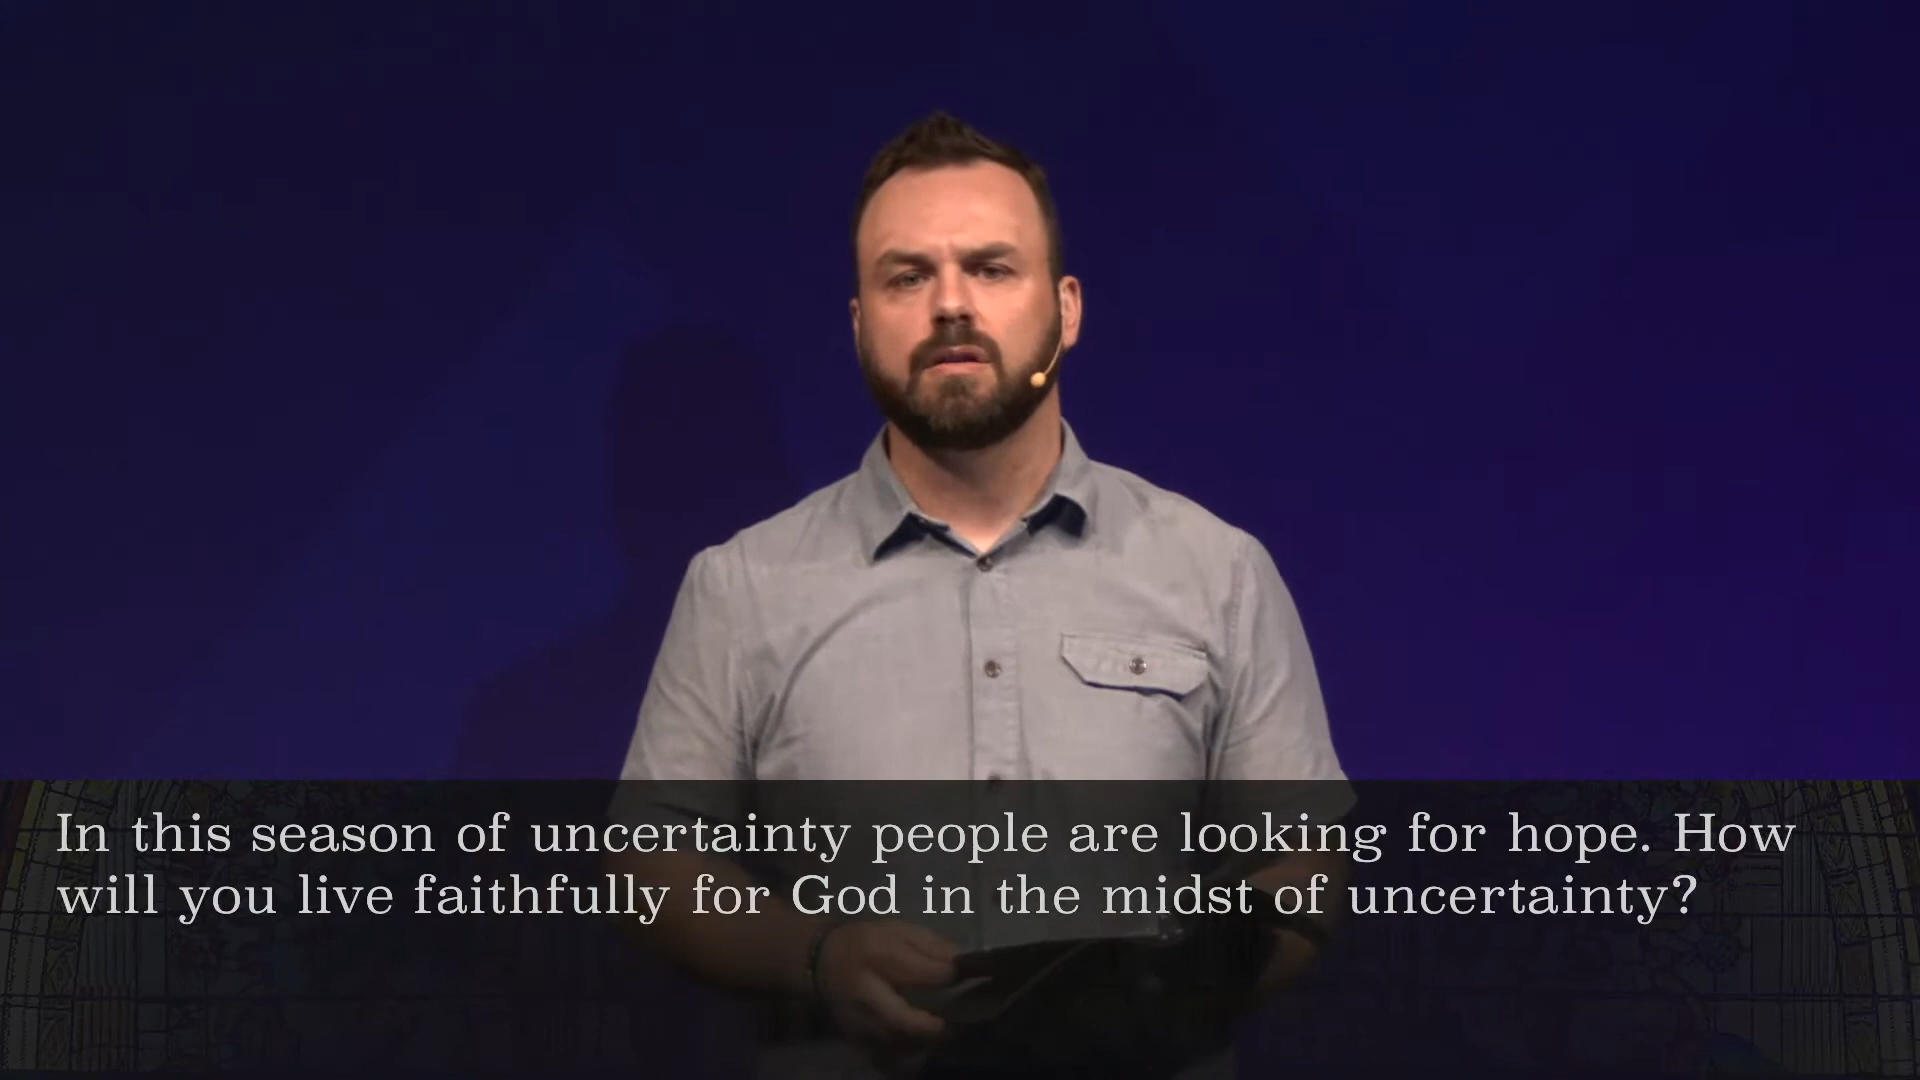 In this season of uncertainty people are looking for hope. How
will you live faithfully for God in the midst of uncertainty?